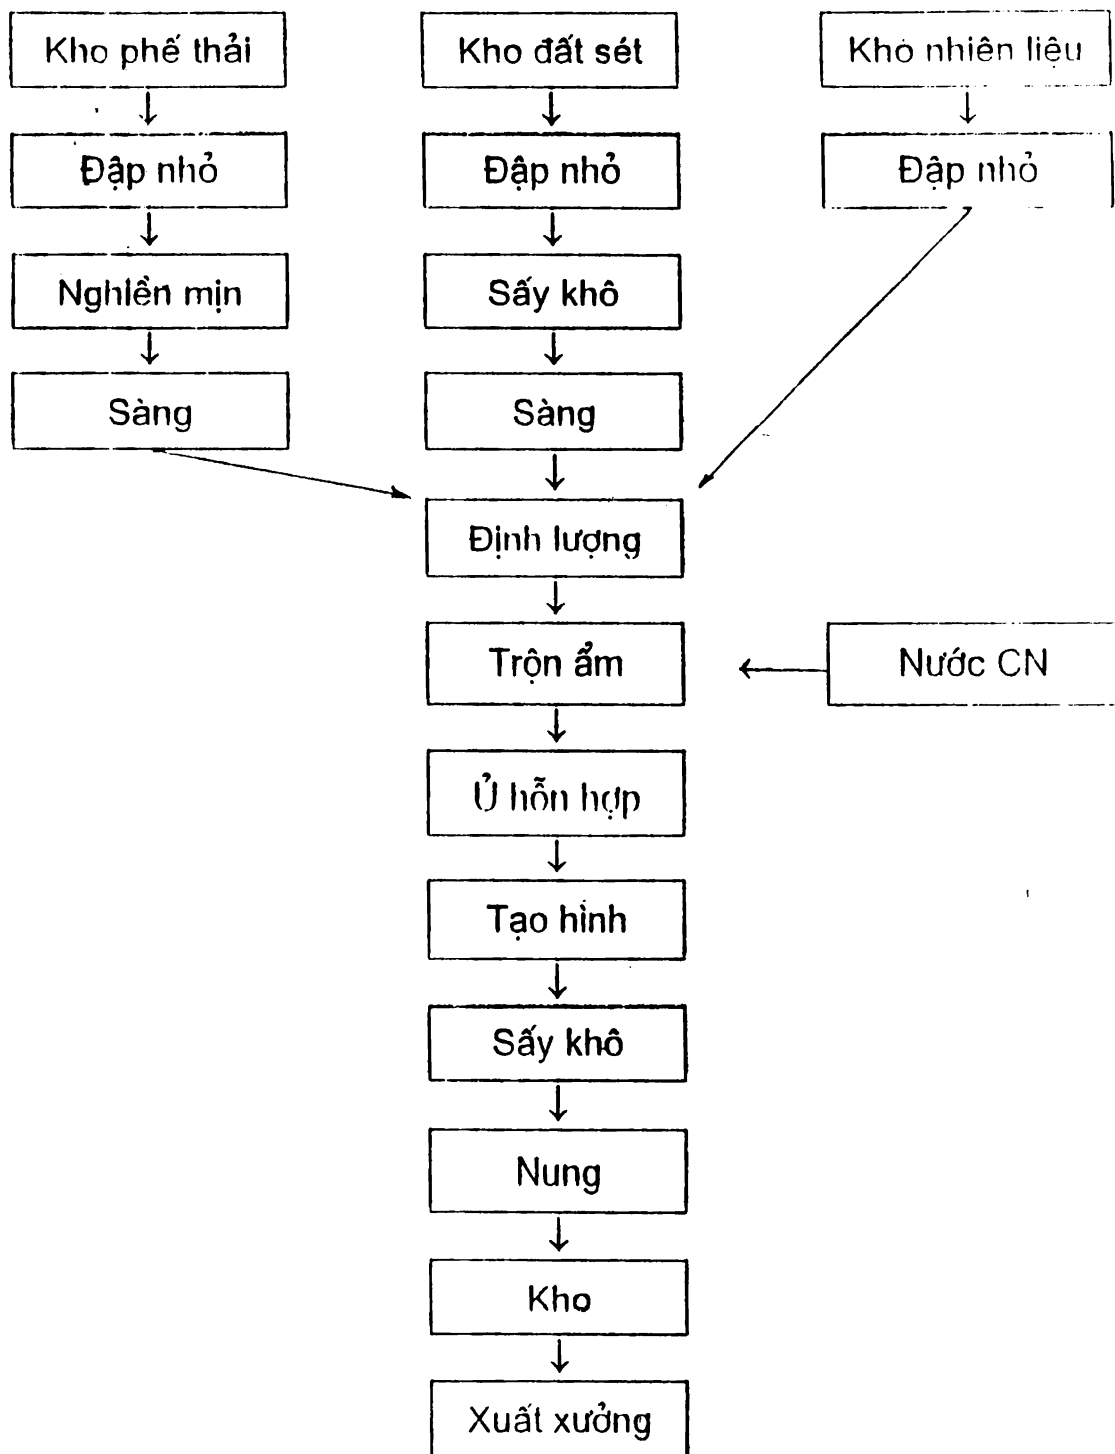 Kho phế thải
Kho đất sét
Kho nhiên liệu
Đập nhỏ
Đập nhỏ
Đập nhỏ
Nghiền mịn
Sấy khô
Sàng
Sàng
Định lượng
Trộn ẩm
Nước CN
Ủ hỗn hợp
Tạo hình
Sấy khô
Nung
Kho
Xuất xưởng